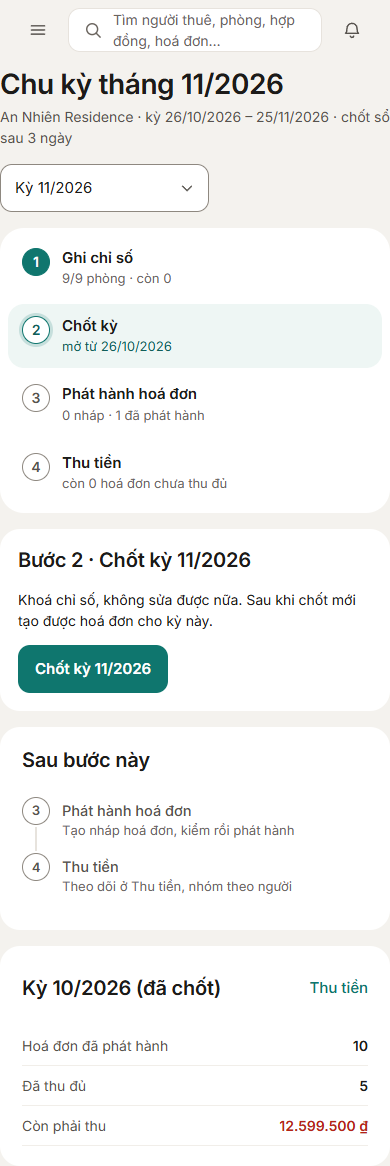 Tìm người thuê, phòng, hợp
đồng, hoá đơn...
Chu kỳ tháng 11/2026
An Nhiên Residence · kỳ 26/10/2026 – 25/11/2026 · chốt sổ
sau 3 ngày
Kỳ 11/2026
1 Ghi chỉ số
9/9 phòng · còn 0
2 Chốt kỳ
mở từ 26/10/2026
3 Phát hành hoá đơn
0 nháp · 1 đã phát hành
4 Thu tiền
còn 0 hoá đơn chưa thu đủ
Bước 2 · Chốt kỳ 11/2026
Khoá chỉ số, không sửa được nữa. Sau khi chốt mới
tạo được hoá đơn cho kỳ này.
Chốt kỳ 11/2026
Sau bước này
3 Phát hành hoá đơn
Tạo nháp hoá đơn, kiểm rồi phát hành
4 Thu tiền
Theo dõi ở Thu tiền, nhóm theo người
Kỳ 10/2026 (đã chốt) Thu tiền
Hoá đơn đã phát hành 10
Đã thu đủ 5
Còn phải thu 12.599.500 ₫